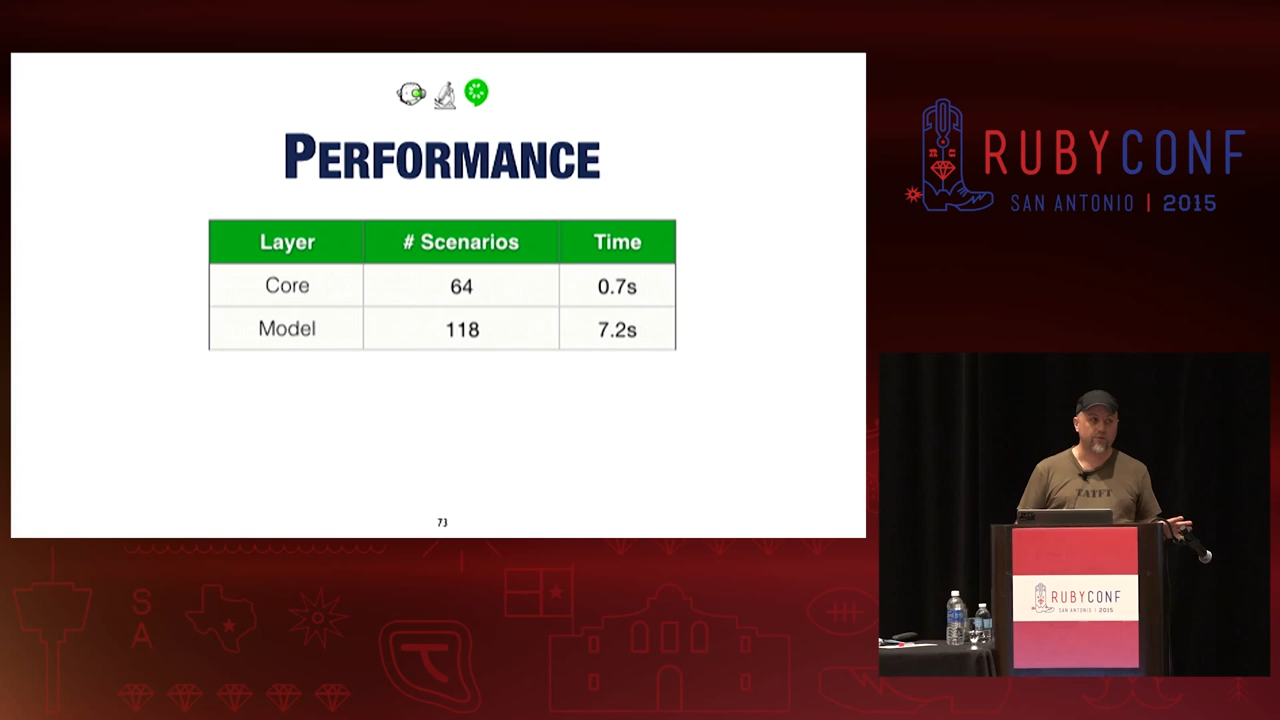 PERFORMANCE
Layer # Scenarios Time
Core 64 0.7s
Model 118 7.2s
73
RUBYCONF
SAN ANTONIO | 2015
TATFT
RUBYCONF
SAN ANTONIO | 2015
S
A